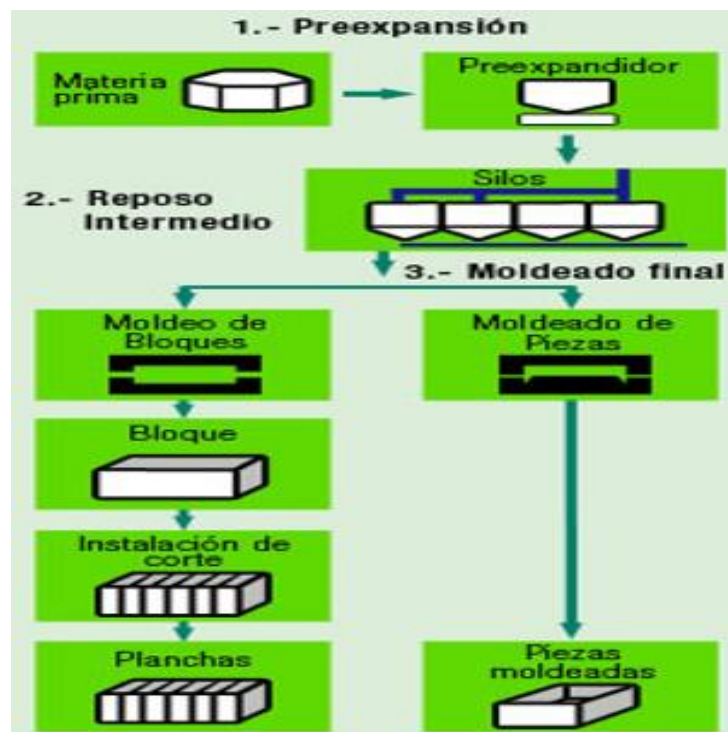 1.- Preexpansión
Materia
prima
Preexpandidor
Silos
2.- Reposo
Intermedio
3.- Moldeado final
Moldeo de
Bloques
Moldeado de
Piezas
Bloque
Instalación de
corte
Planchas
Piezas
moldeadas